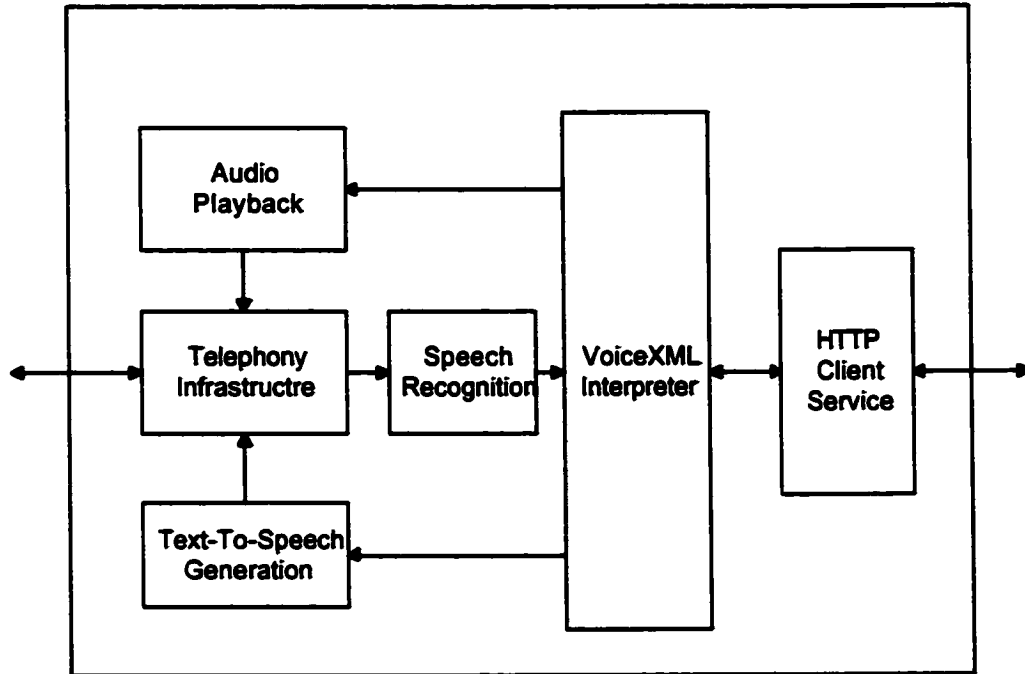 Audio
Playback
Telephony
Infrastructre
Speech
Recognition
VoiceXML
Interpreter
HTTP
Client
Service
Text-To-Speech
Generation